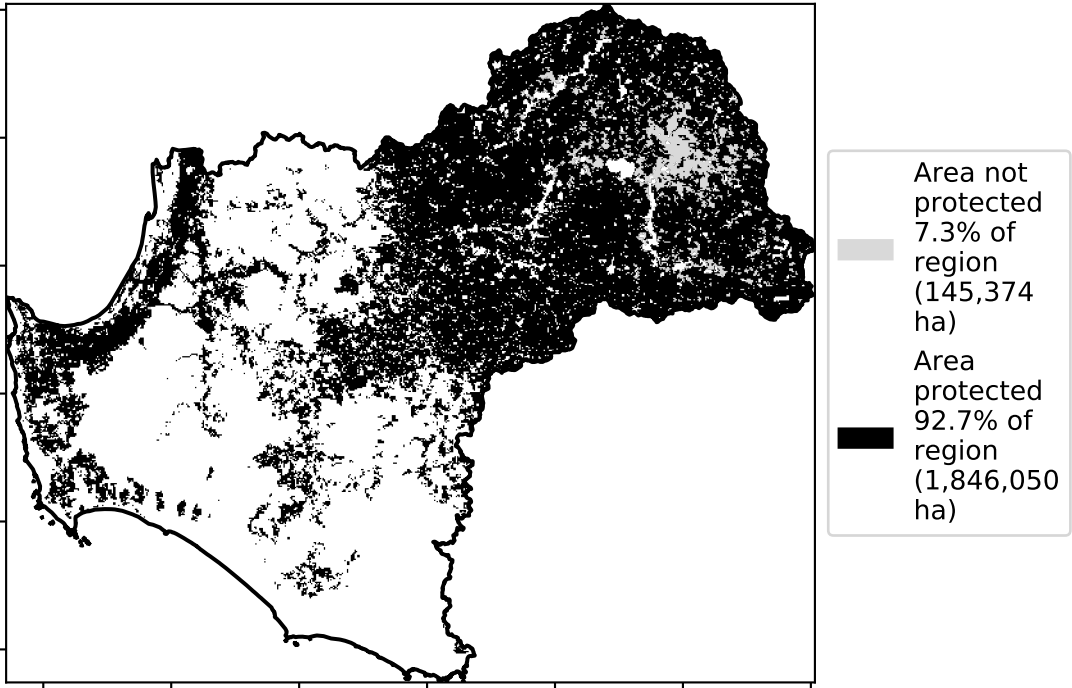 Area not
protected
7.3% of
region
(145,374
ha)
Area
protected
92.7% of
region
(1,846,050
ha)